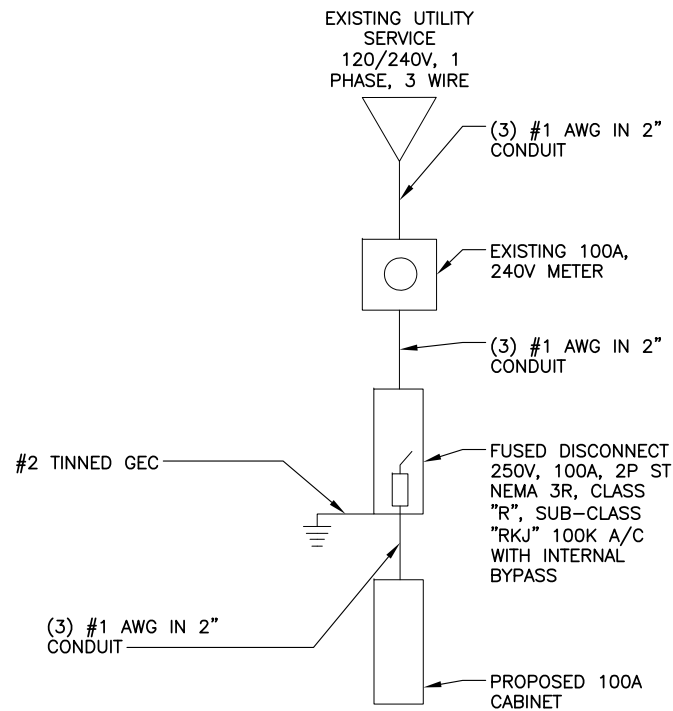 EXISTING UTILITY
SERVICE
120/240V, 1
PHASE, 3 WIRE
(3) #1 AWG IN 2”
CONDUIT
EXISTING 100A,
240V METER
(3) #1 AWG IN 2”
CONDUIT
#2 TINNED GEC
FUSED DISCONNECT
250V, 100A, 2P ST
NEMA 3R, CLASS
"R", SUB-CLASS
"RKJ" 100K A/C
WITH INTERNAL
BYPASS
(3) #1 AWG IN 2”
CONDUIT
PROPOSED 100A
CABINET